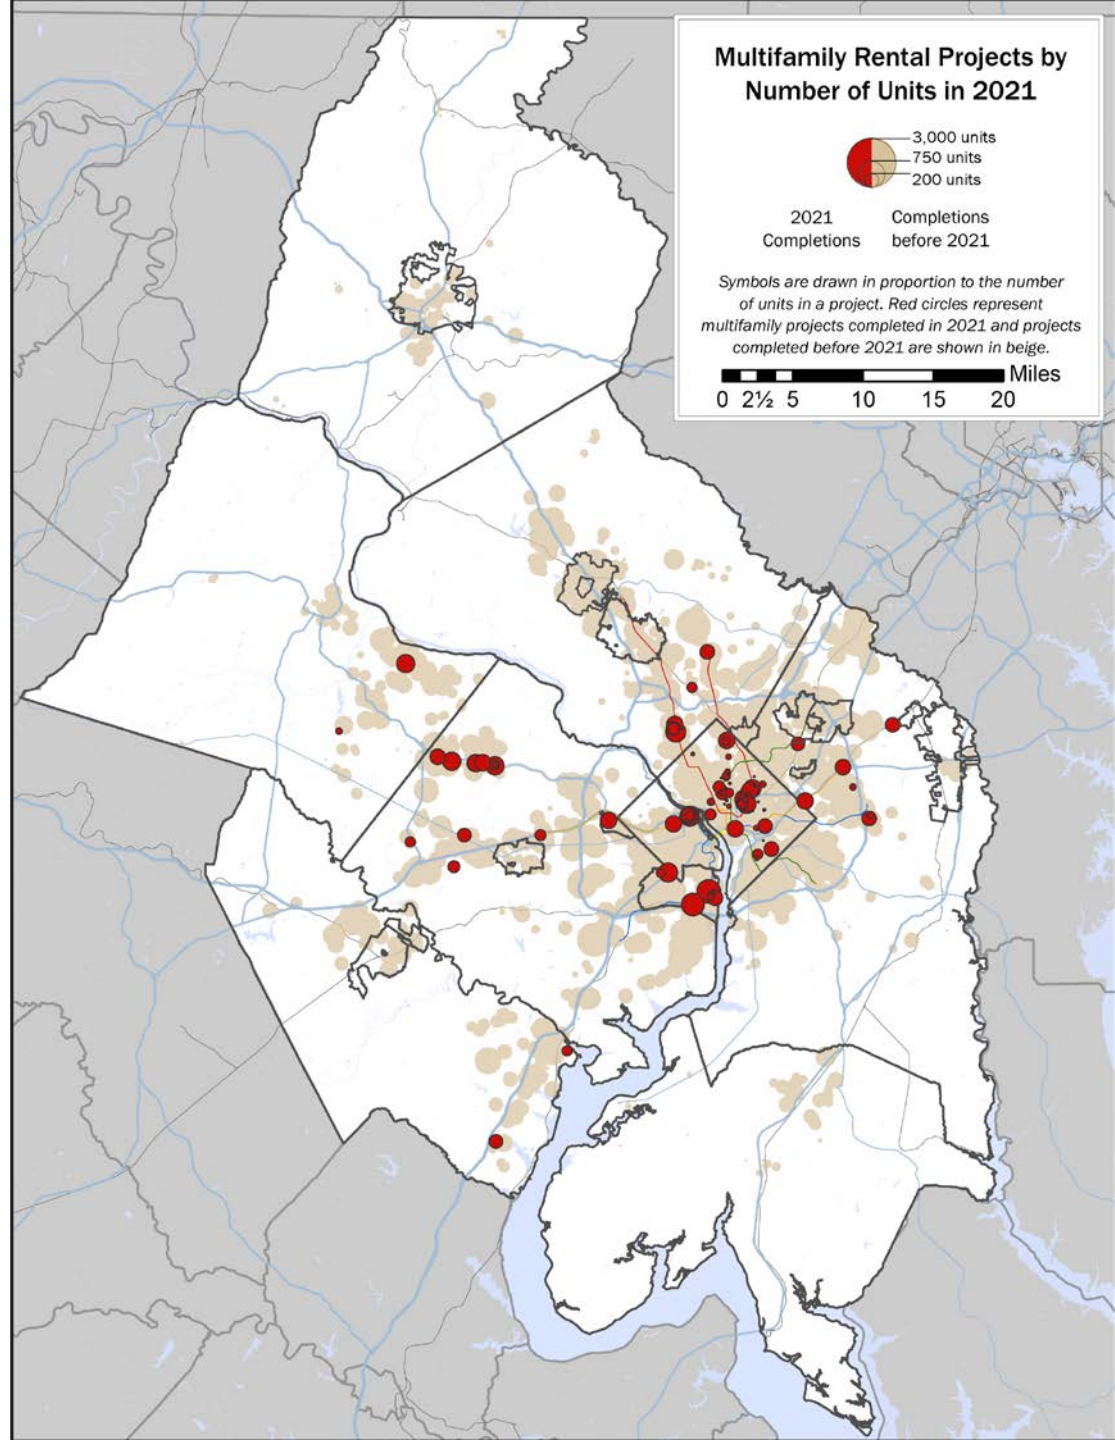 Multifamily Rental Projects by
Number of Units in 2021
3,000 units
750 units
200 units
2021
Completions
Completions
before 2021
Symbols are drawn in proportion to the number
of units in a project. Red circles represent
multifamily projects completed in 2021 and projects
completed before 2021 are shown in beige.
Miles
0 2½ 5 10 15 20